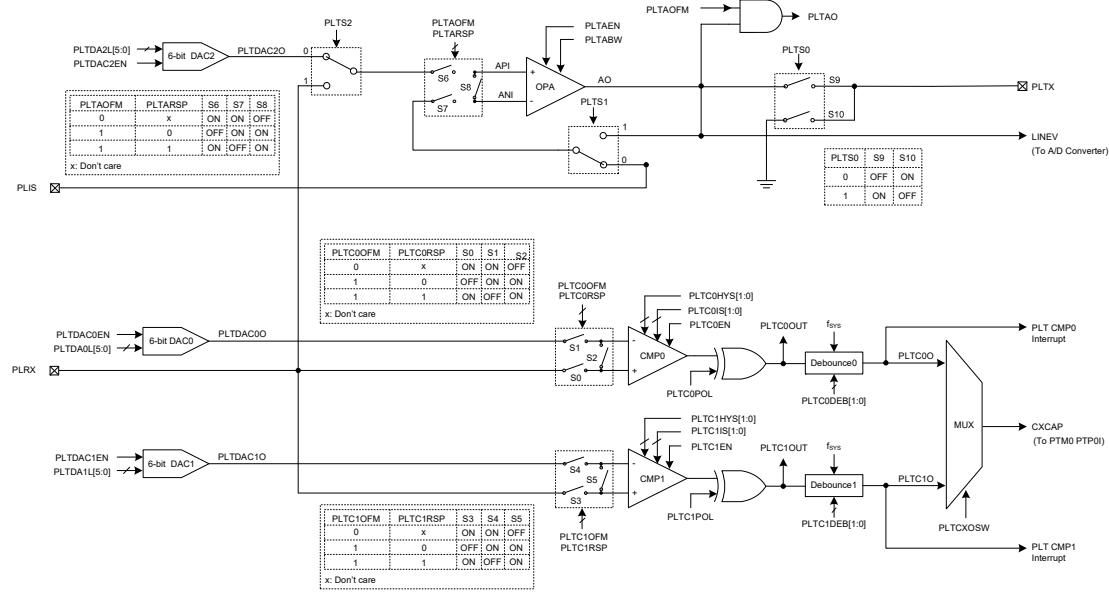 PLTS2
PLTAOFM
PLTARSP
PLTAEN
PLTABW
PLTAOFM
PLTAO
PLTDA2L[5:0]
PLTDAC2EN
6-bit DAC2
PLTDAC2O
0
1
S6
S7
S8
API
ANI
+
-
OPA
AO
PLTS0
S9
S10
PLTX
PLTS1
1
0
LINEV
(To A/D Converter)
PLTAOFM PLTARSP S6 S7 S8
0 x ON ON OFF
1 0 OFF ON ON
1 1 ON OFF ON
x: Don't care
PLTS0 S9 S10
0 OFF ON
1 ON OFF
PLIS
PLTC0OFM PLTC0RSP S0 S1 S2
0 x ON ON OFF
1 0 OFF ON ON
1 1 ON OFF ON
x: Don't care
PLTC0OFM
PLTC0RSP
PLTC0HYS[1:0]
PLTC0IS[1:0]
PLTC0EN
PLTDAC0EN
PLTDA0L[5:0]
6-bit DAC0
PLTDAC0O
S1
S2
S0
-
+
CMP0
PLTC0POL
PLTC0OUT
fSYS
Debounce0
PLTC0DEB[1:0]
PLTC0O
PLT CMP0
Interrupt
PLRX
MUX
CXCAP
(To PTM0 PTP0I)
PLTCXOSW
PLTC1HYS[1:0]
PLTC1IS[1:0]
PLTC1EN
PLTDAC1EN
PLTDA1L[5:0]
6-bit DAC1
PLTDAC1O
S4
S5
S3
-
+
CMP1
PLTC1POL
PLTC1OUT
fSYS
Debounce1
PLTC1DEB[1:0]
PLTC1O
PLTC1OFM
PLTC1RSP
PLTC1OFM PLTC1RSP S3 S4 S5
0 x ON ON OFF
1 0 OFF ON ON
1 1 ON OFF ON
x: Don't care
PLT CMP1
Interrupt